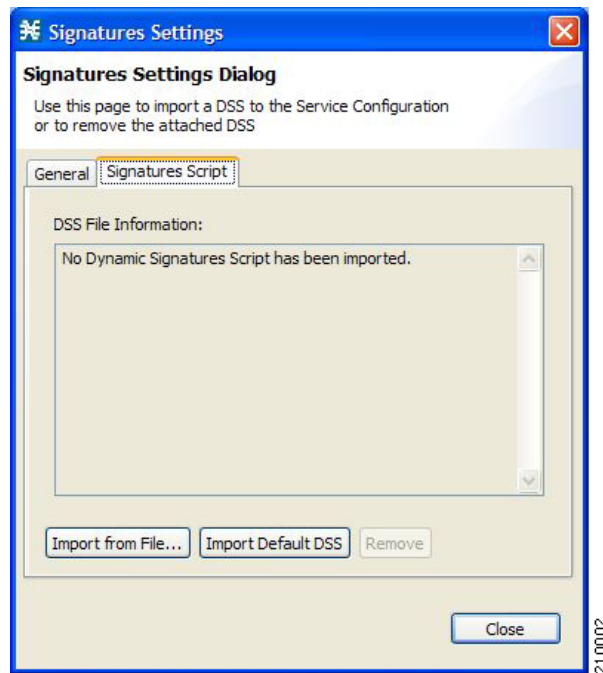 Signatures Settings
Signatures Settings Dialog
Use this page to import a DSS to the Service Configuration
or to remove the attached DSS
General
Signatures Script
DSS File Information:
No Dynamic Signatures Script has been imported.
Import from File...
Import Default DSS
Remove
Close
210002